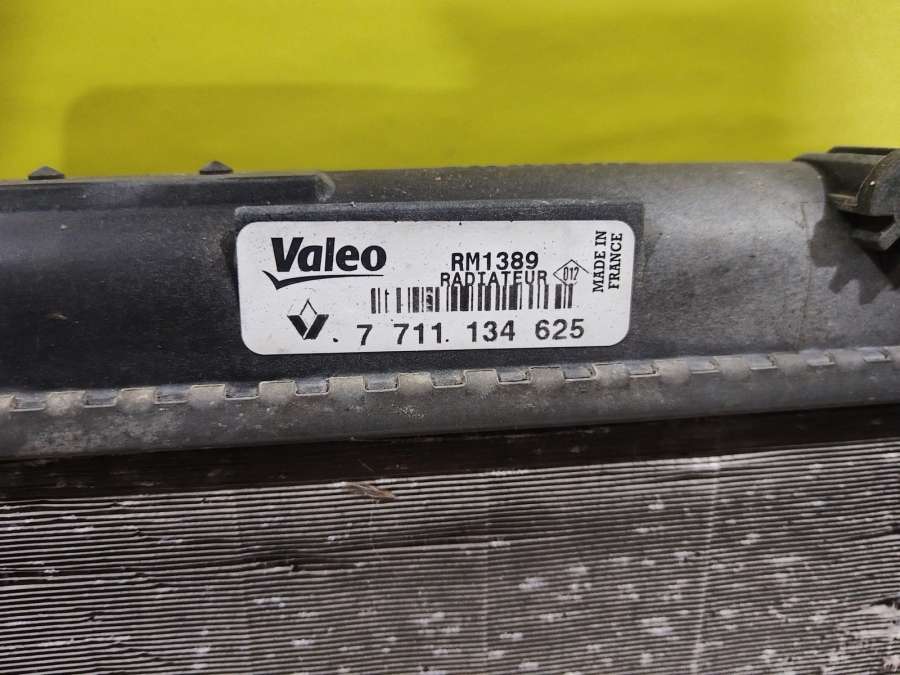 Valeo
RM1389
RADIATEUR 012
MADE IN
FRANCE
. 7 711. 134 625